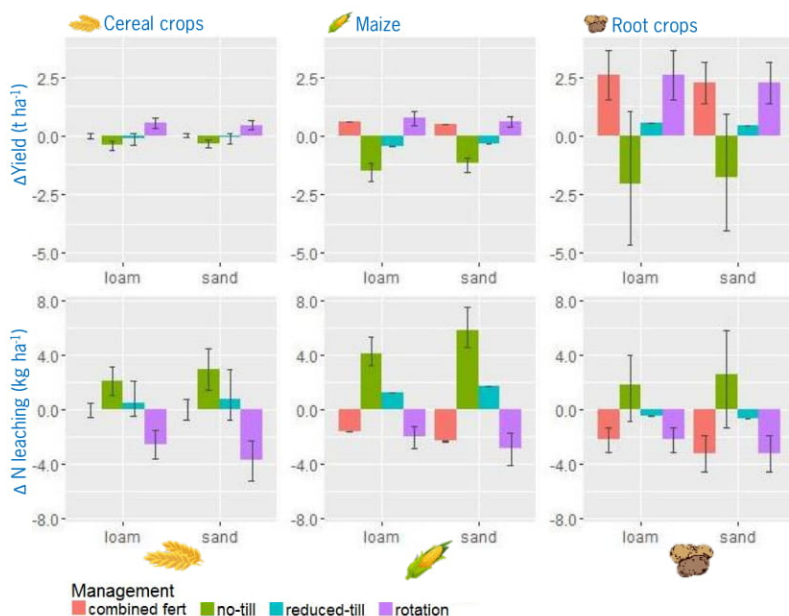 Cereal crops
Maize
Root crops
ΔYield (t ha⁻¹)
2.5
0.0
-2.5
-5.0
loam sand
2.5
0.0
-2.5
-5.0
loam sand
2.5
0.0
-2.5
-5.0
loam sand
Δ N leaching (kg ha⁻¹)
8.0
4.0
0.0
-4.0
-8.0
loam sand
8.0
4.0
0.0
-4.0
-8.0
loam sand
8.0
4.0
0.0
-4.0
-8.0
loam sand
Management
combined fert no-till reduced-till rotation